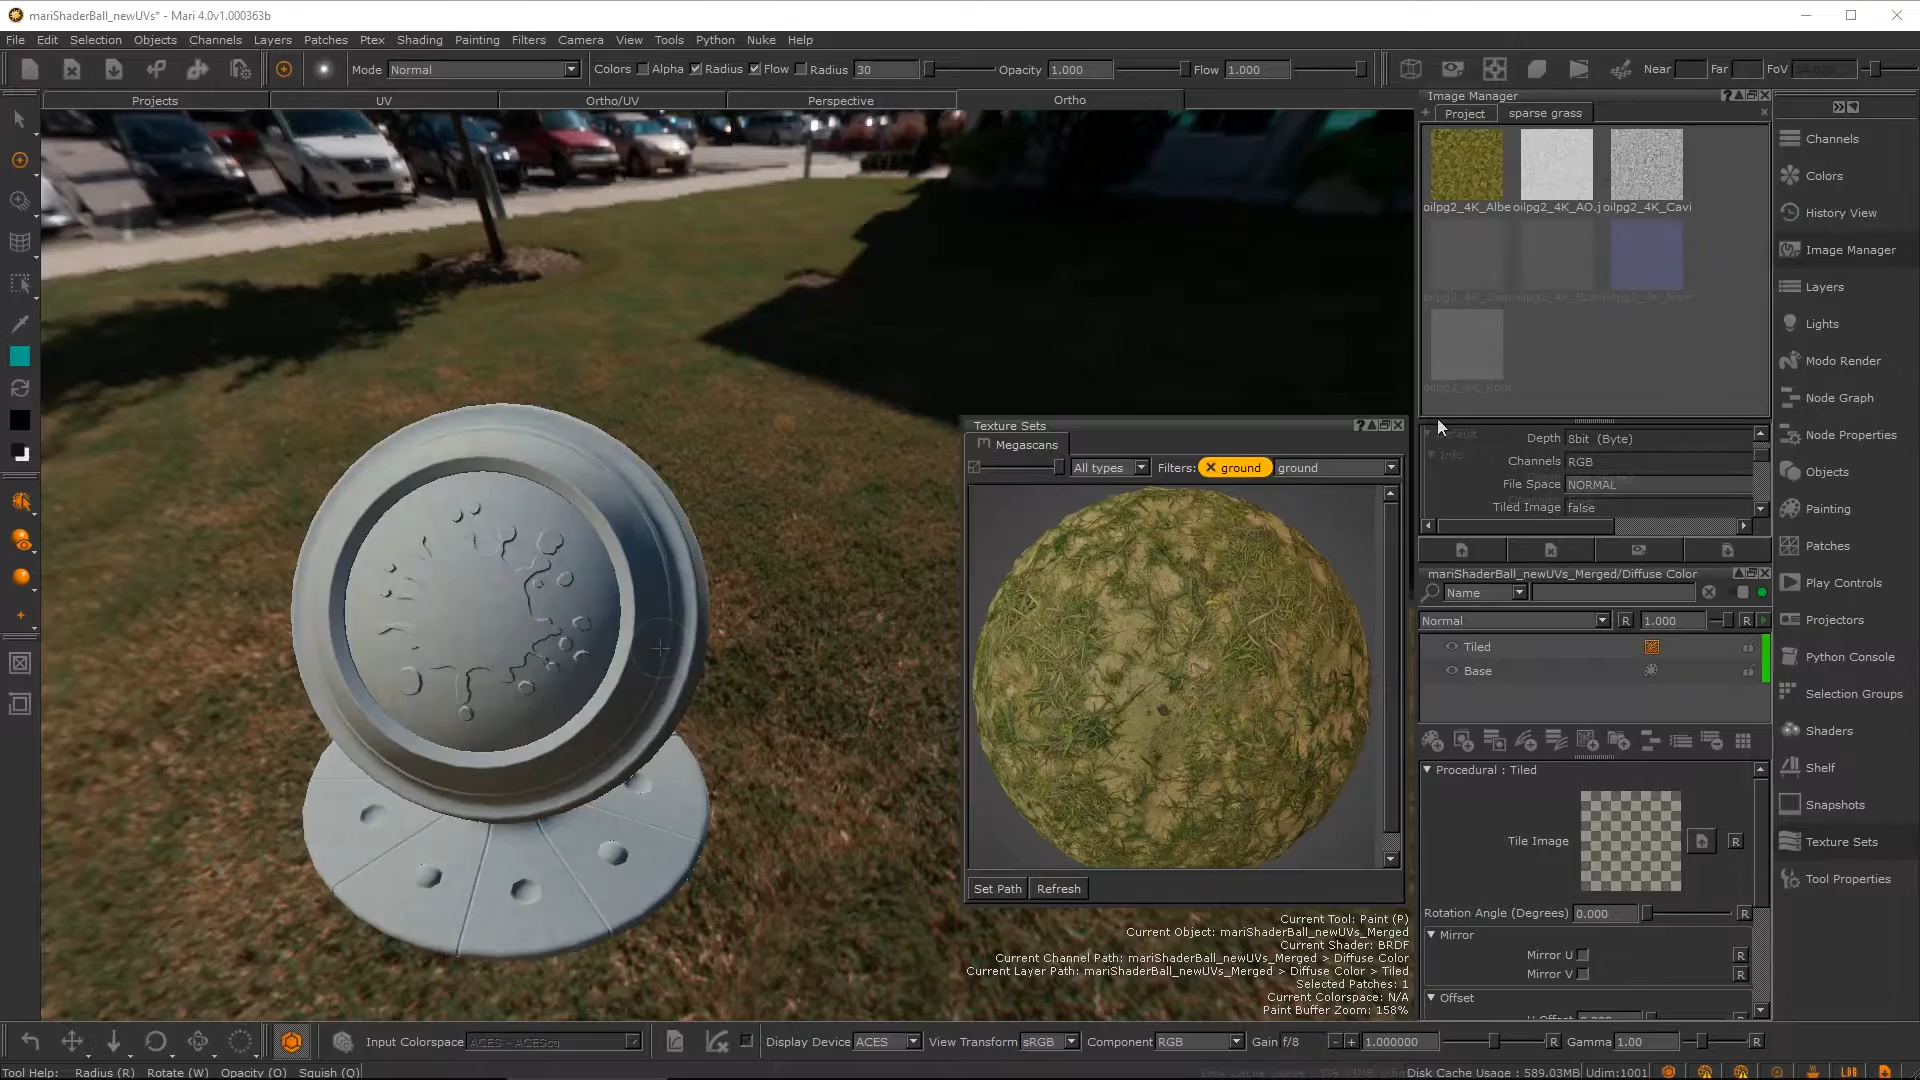 mariShaderBall_newUVs* - Mari 4.0v1.000363b
File Edit Selection Objects Channels Layers Patches Ptex Shading Painting Filters Camera View Tools Python Nuke Help
Mode Normal Colors Alpha Radius Flow Radius 30 Opacity 1.000 Flow 1.000 Near Far FoV
Projects UV Ortho/UV Perspective Ortho
Image Manager
Project sparse grass
oilpg2_4K_Albe oilpg2_4K_AO.j oilpg2_4K_Cavi
Depth 8bit (Byte)
Channels RGB
File Space NORMAL
Tiled Image false
mariShaderBall_newUVs_Merged/Diffuse Color
Name
Normal R 1.000 R
Tiled
Base
Procedural : Tiled
Tile Image R
Rotation Angle (Degrees) 0.000 R
Mirror
Mirror U R
Mirror V R
Offset
Channels
Colors
History View
Image Manager
Layers
Lights
Modo Render
Node Graph
Node Properties
Objects
Painting
Patches
Play Controls
Projectors
Python Console
Selection Groups
Shaders
Shelf
Snapshots
Texture Sets
Tool Properties
Texture Sets
Megascans
All types Filters: ground ground
Set Path Refresh
Current Tool: Paint (P)
Current Object: mariShaderBall_newUVs_Merged
Current Shader: BRDF
Current Channel Path: mariShaderBall_newUVs_Merged > Diffuse Color
Current Layer Path: mariShaderBall_newUVs_Merged > Diffuse Color > Tiled
Selected Patches: 1
Current Colorspace: N/A
Paint Buffer Zoom: 158%
Input Colorspace ACES - ACEScg Display Device ACES View Transform sRGB Component RGB Gain f/8 - + 1.000000 R Gamma 1.00 R
Tool Help: Radius (R) Rotate (W) Opacity (O) Squish (Q) Disk Cache Usage : 589.03MB Udim:1001